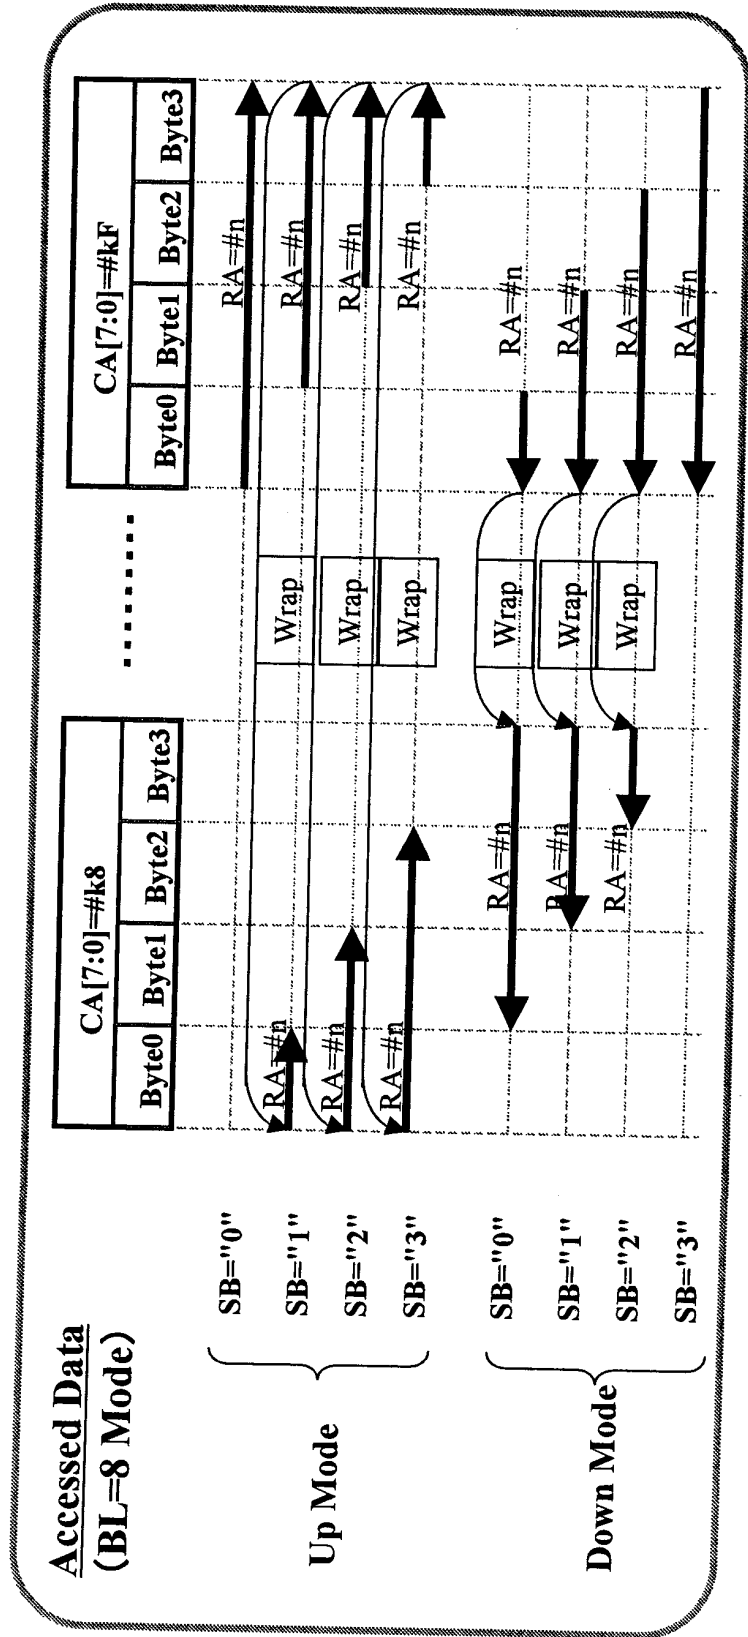 Accessed Data
(BL=8 Mode)
CA[7:0]=#k8
Byte0 Byte1 Byte2 Byte3
.........
CA[7:0]=#kF
Byte0 Byte1 Byte2 Byte3
Up Mode
SB="0"
RA=#n
SB="1"
RA=#n
Wrap
RA=#n
SB="2"
RA=#n
Wrap
RA=#n
SB="3"
RA=#n
Wrap
RA=#n
Down Mode
SB="0"
RA=#n
Wrap
RA=#n
SB="1"
RA=#n
Wrap
RA=#n
SB="2"
RA=#n
Wrap
RA=#n
SB="3"
RA=#n